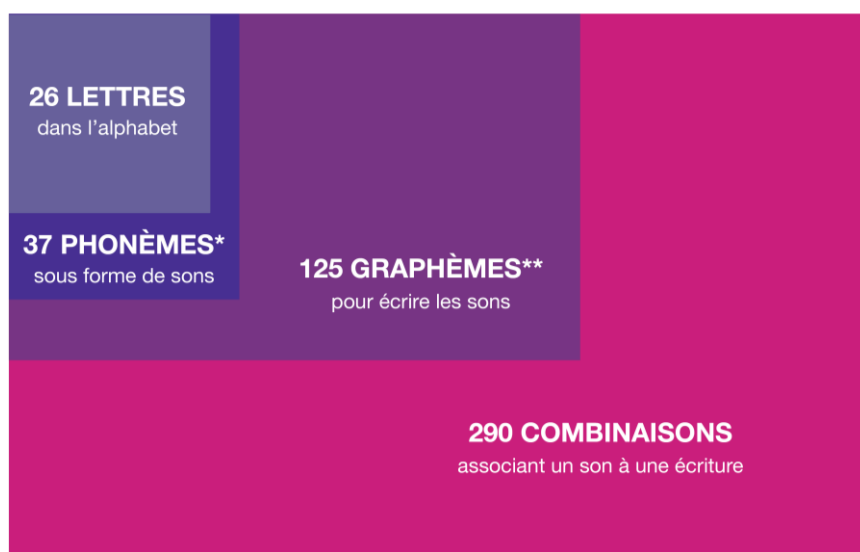 26 LETTRES
dans l'alphabet
37 PHONÈMES*
sous forme de sons
125 GRAPHÈMES**
pour écrire les sons
290 COMBINAISONS
associant un son à une écriture